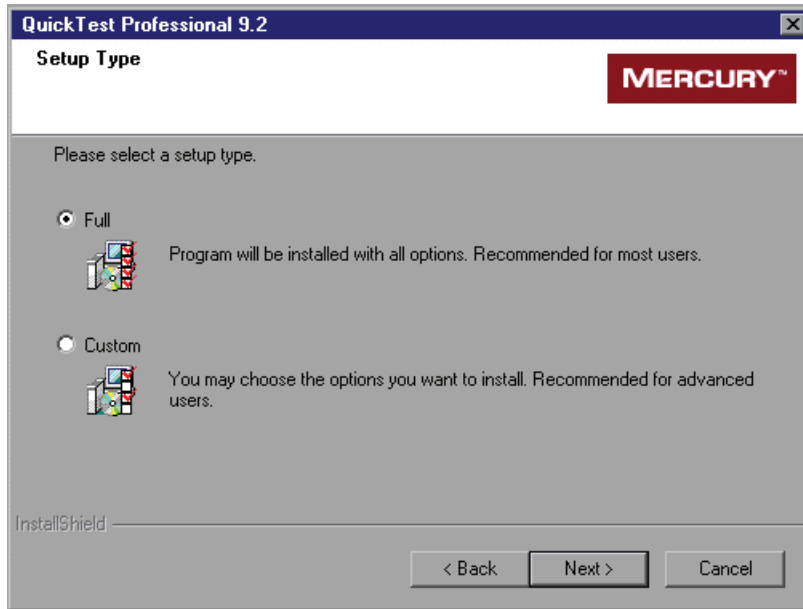 QuickTest Professional 9.2
Setup Type
MERCURY™
Please select a setup type.
Full
Program will be installed with all options. Recommended for most users.
Custom
You may choose the options you want to install. Recommended for advanced
users.
InstallShield
< Back
Next >
Cancel